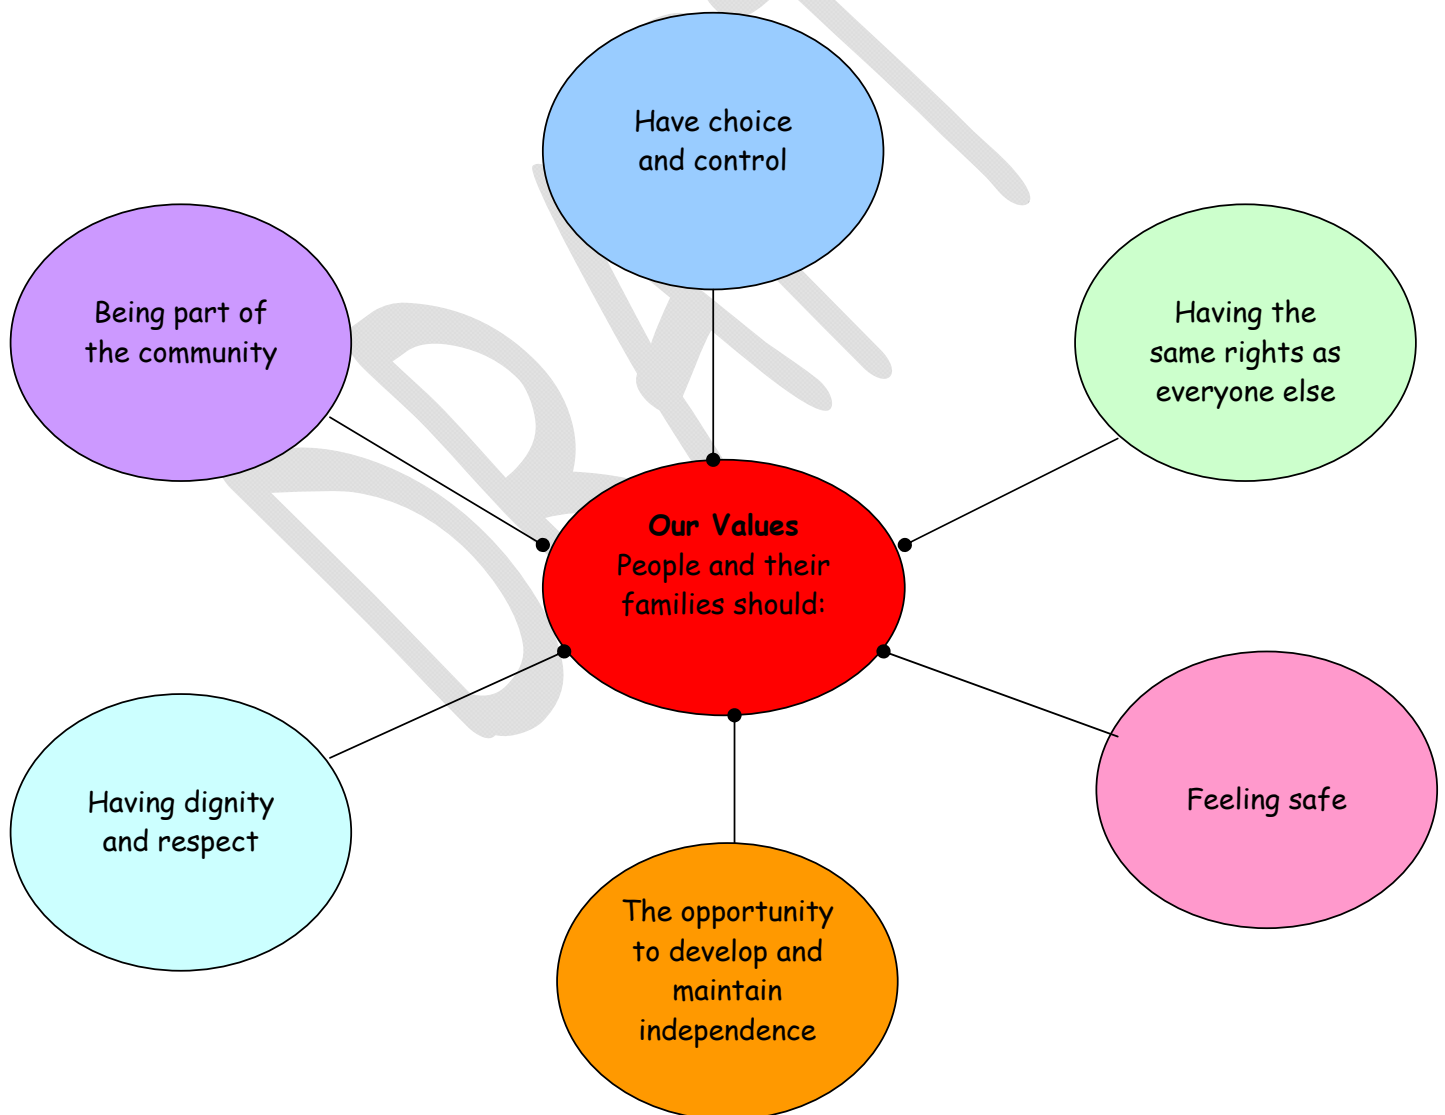 Have choice
and control
Being part of
the community
Having the
same rights as
everyone else
Our Values
People and their
families should:
Having dignity
and respect
Feeling safe
The opportunity
to develop and
maintain
independence
DRAFT